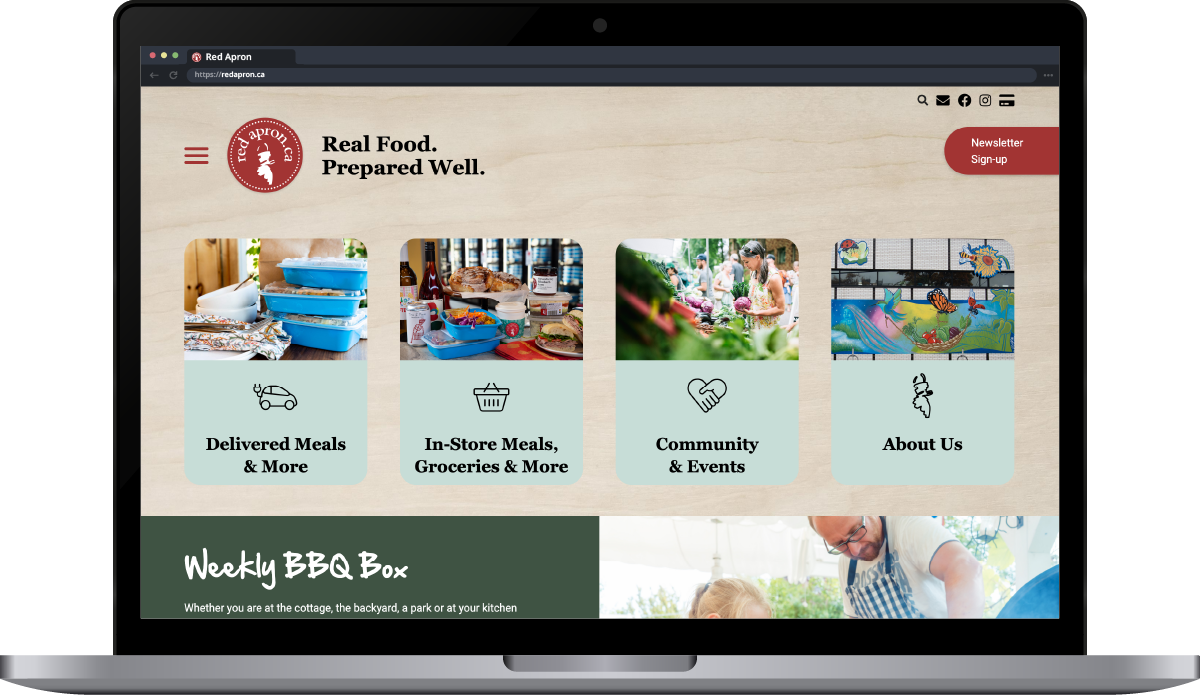 Red Apron
https://redapron.ca
red apron.ca
Real Food.
Prepared Well.
Newsletter
Sign-up
Delivered Meals
& More
In-Store Meals,
Groceries & More
Community
& Events
About Us
Weekly BBQ Box
Whether you are at the cottage, the backyard, a park or at your kitchen